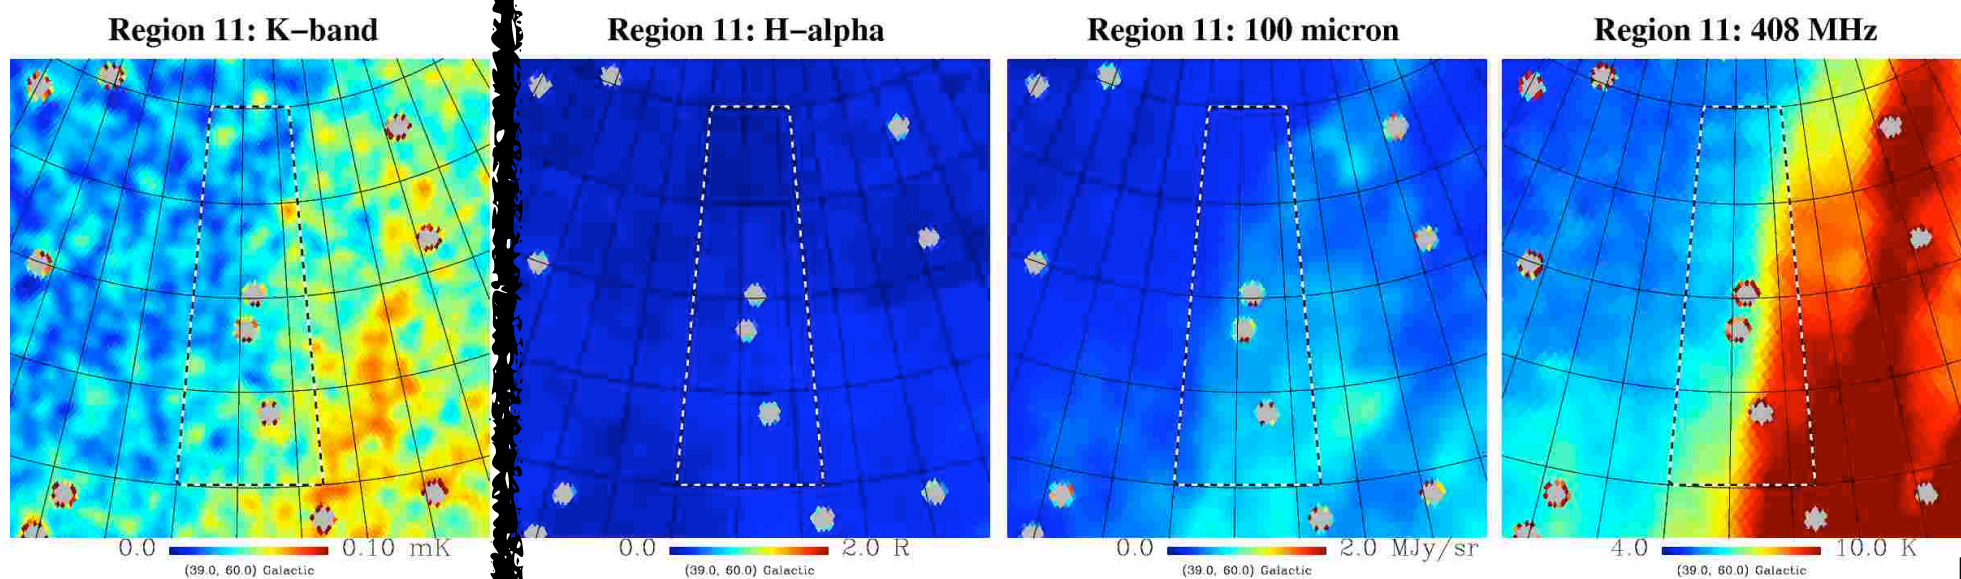 Region 11: K-band
Region 11: H-alpha
Region 11: 100 micron
Region 11: 408 MHz
0.0
0.10 mK
(39.0, 60.0) Galactic
0.0
2.0 R
(39.0, 60.0) Galactic
0.0
2.0 MJy/sr
(39.0, 60.0) Galactic
4.0
10.0 K
(39.0, 60.0) Galactic